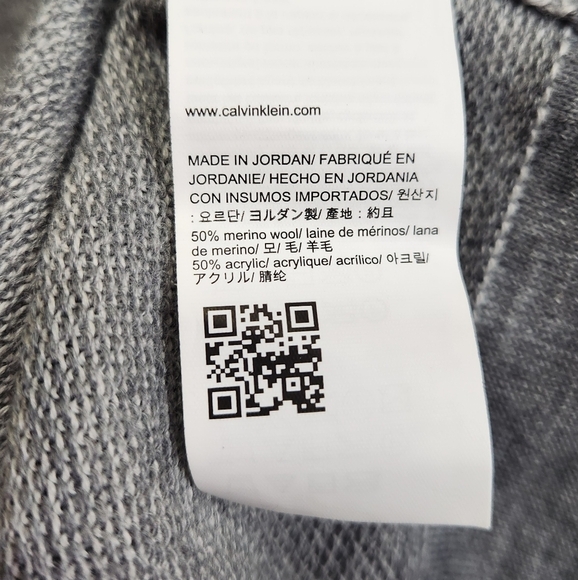 www.calvinklein.com
MADE IN JORDAN/ FABRIQUÉ EN
JORDANIE/ HECHO EN JORDANIA
CON INSUMOS IMPORTADOS/ 원산지
: 요르단/ ヨルダン製/ 產地：約旦
50% merino wool/ laine de mérinos/ lana
de merino/ 모/ 毛/ 羊毛
50% acrylic/ acrylique/ acrílico/ 아크릴/
アクリル/ 腈纶